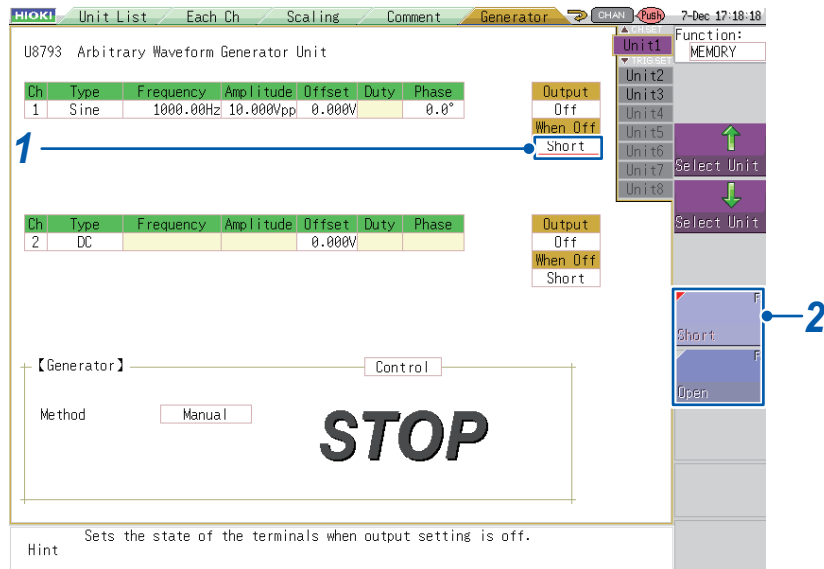 HIOKI Unit List Each Ch Scaling Comment Generator CHAN Push 7-Dec 17:18:18
CH.SET
Function:
MEMORY
U8793 Arbitrary Waveform Generator Unit
Unit1
TRIG.SET
Unit2
Unit3
Unit4
Unit5
Unit6
Unit7
Unit8
Ch Type Frequency Amplitude Offset Duty Phase
1 Sine 1000.00Hz 10.000Vpp 0.000V 0.0°
Output
Off
When Off
Short
1
Select Unit
Select Unit
Ch Type Frequency Amplitude Offset Duty Phase
2 DC 0.000V
Output
Off
When Off
Short
F
Short
2
F
Open
【Generator】 Control
Method Manual
STOP
Hint Sets the state of the terminals when output setting is off.